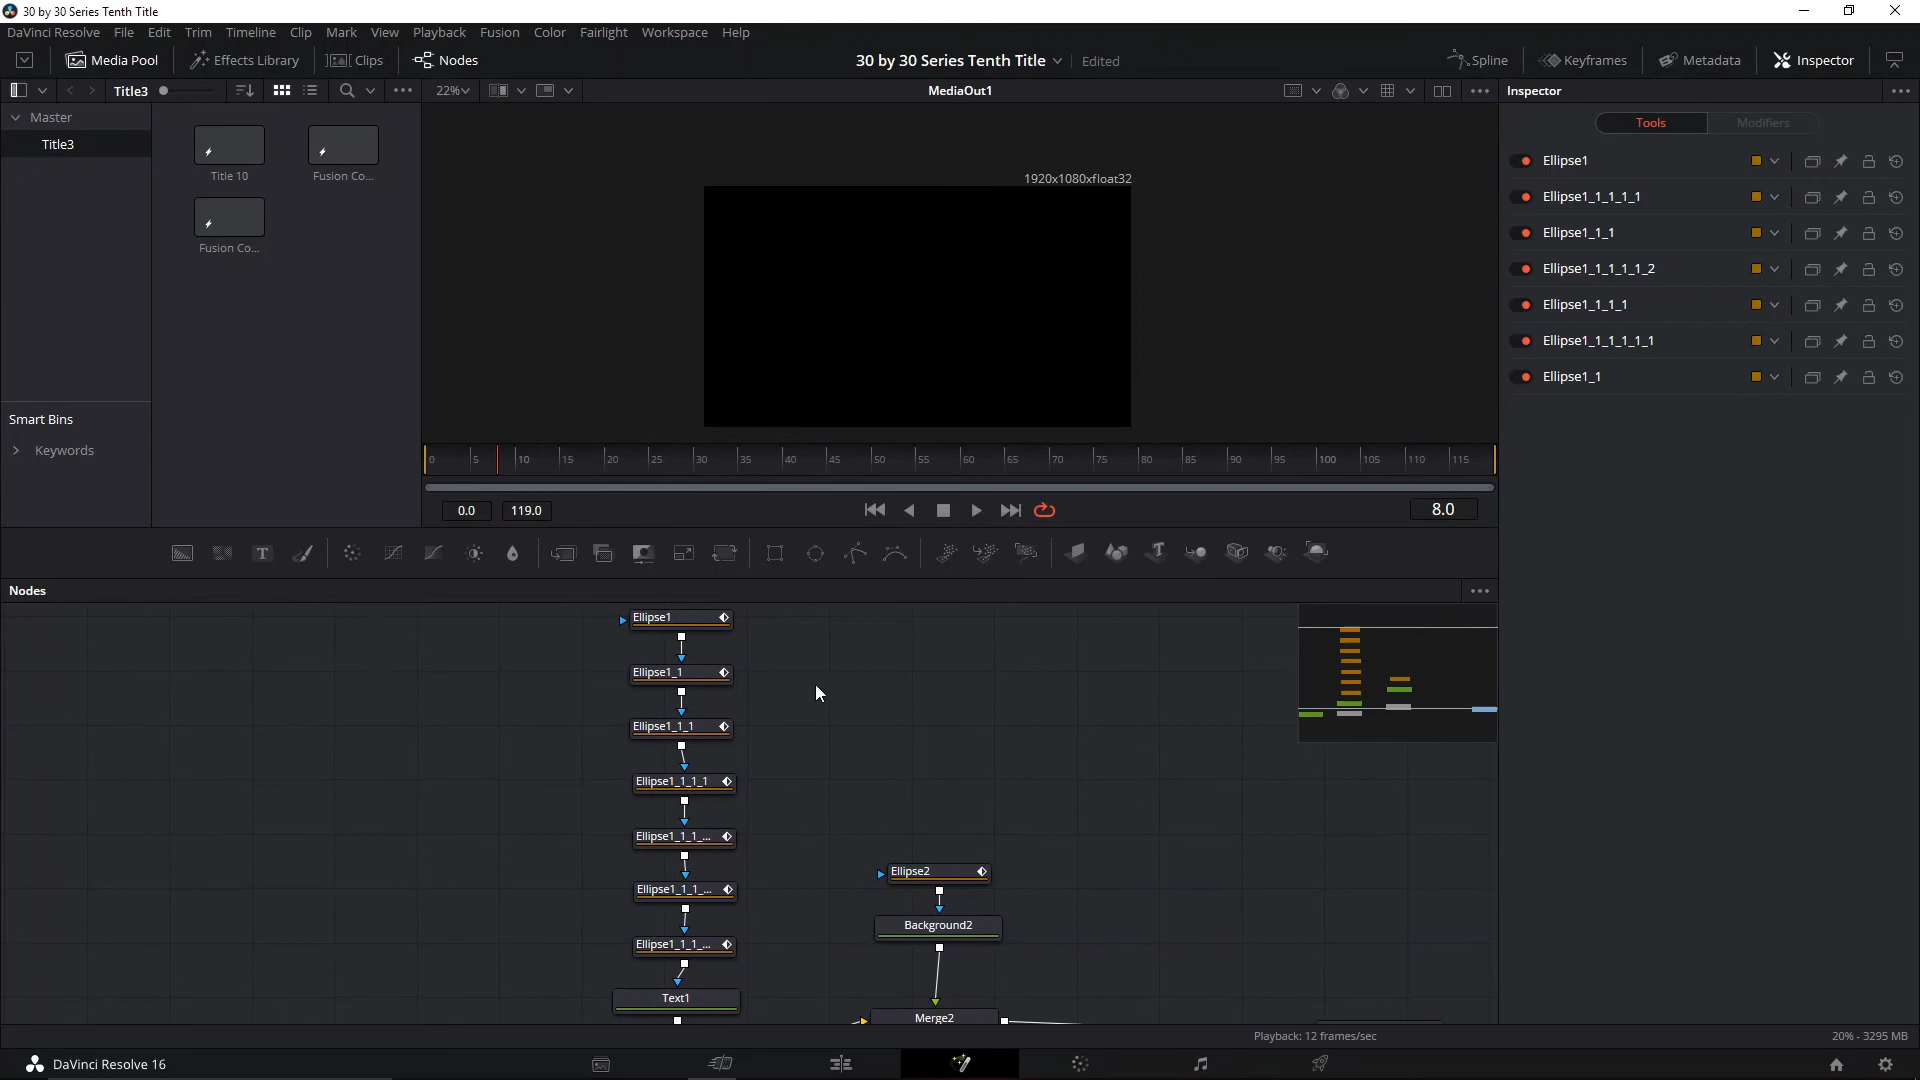 30 by 30 Series Tenth Title
DaVinci Resolve File Edit Trim Timeline Clip Mark View Playback Fusion Color Fairlight Workspace Help
Media Pool Effects Library Clips Nodes 30 by 30 Series Tenth Title Edited Spline Keyframes Metadata Inspector
Title3 22% MediaOut1 Inspector
Master
Title3
Title 10
Fusion Co...
Fusion Co...
1920x1080xfloat32
Tools Modifiers
Ellipse1
Ellipse1_1_1_1_1
Ellipse1_1_1
Ellipse1_1_1_1_1_2
Ellipse1_1_1_1
Ellipse1_1_1_1_1_1
Ellipse1_1
Smart Bins
Keywords
0 5 10 15 20 25 30 35 40 45 50 55 60 65 70 75 80 85 90 95 100 105 110 115
0.0 119.0 8.0
T T
Nodes
Ellipse1
Ellipse1_1
Ellipse1_1_1
Ellipse1_1_1_1
Ellipse1_1_1_...
Ellipse1_1_1_...
Ellipse1_1_1_...
Text1
Ellipse2
Background2
Merge2
Playback: 12 frames/sec 20% - 3295 MB
DaVinci Resolve 16